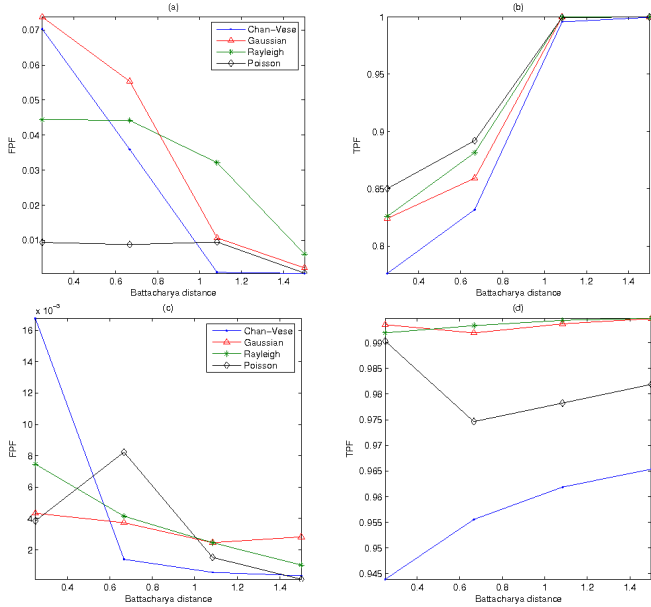 (a)
0.07
0.06
0.05
0.04
0.03
0.02
0.01
FPF
Chan-Vese
Gaussian
Rayleigh
Poisson
0.4 0.6 0.8 1 1.2 1.4
Battacharya distance
(b)
1
0.95
0.9
0.85
0.8
TPF
0.4 0.6 0.8 1 1.2 1.4
Battacharya distance
(c)
x 10⁻³
16
14
12
10
8
6
4
2
FPF
Chan-Vese
Gaussian
Rayleigh
Poisson
0.4 0.6 0.8 1 1.2 1.4
Battacharya distance
(d)
0.99
0.985
0.98
0.975
0.97
0.965
0.96
0.955
0.95
0.945
TPF
0.4 0.6 0.8 1 1.2 1.4
Battacharya distance